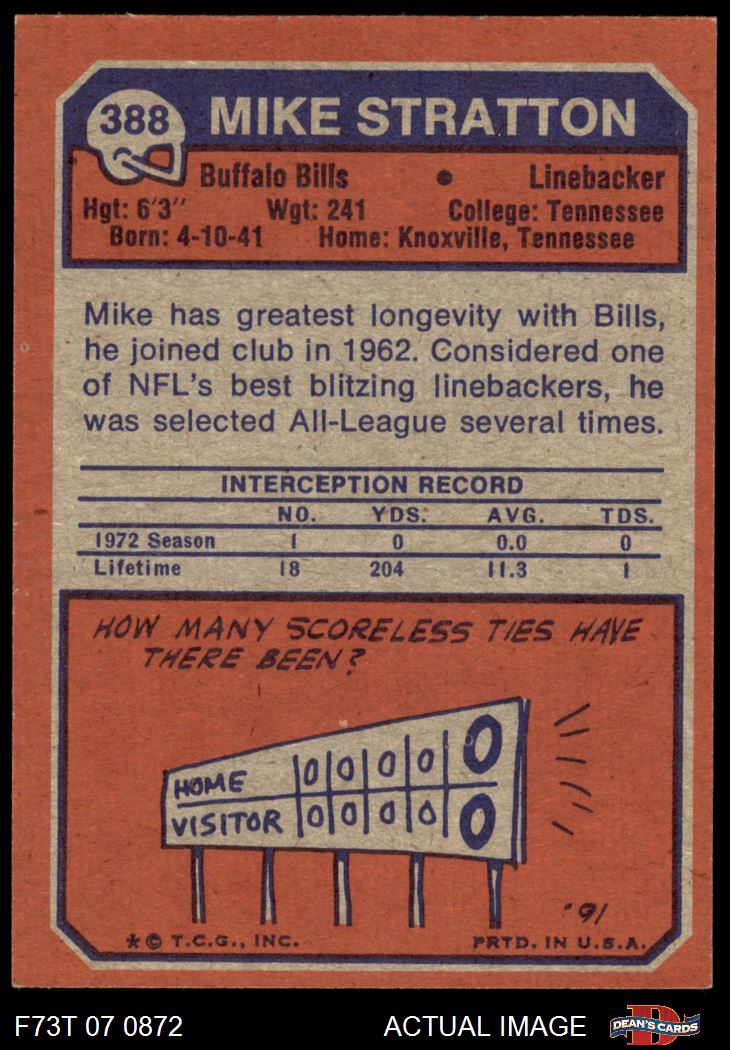 388 MIKE STRATTON
Buffalo Bills • Linebacker
Hgt: 6'3" Wgt: 241 College: Tennessee
Born: 4-10-41 Home: Knoxville, Tennessee
Mike has greatest longevity with Bills,
he joined club in 1962. Considered one
of NFL's best blitzing linebackers, he
was selected All-League several times.
INTERCEPTION RECORD
NO. YDS. AVG. TDS.
1972 Season 1 0 0.0 0
Lifetime 18 204 11.3 1
HOW MANY SCORELESS TIES HAVE
THERE BEEN?
HOME 0 0 0 0 0
VISITOR 0 0 0 0 0
'91
* © T.C.G., INC. PRTD. IN U.S.A.
F73T 07 0872 ACTUAL IMAGE DEAN'S CARDS